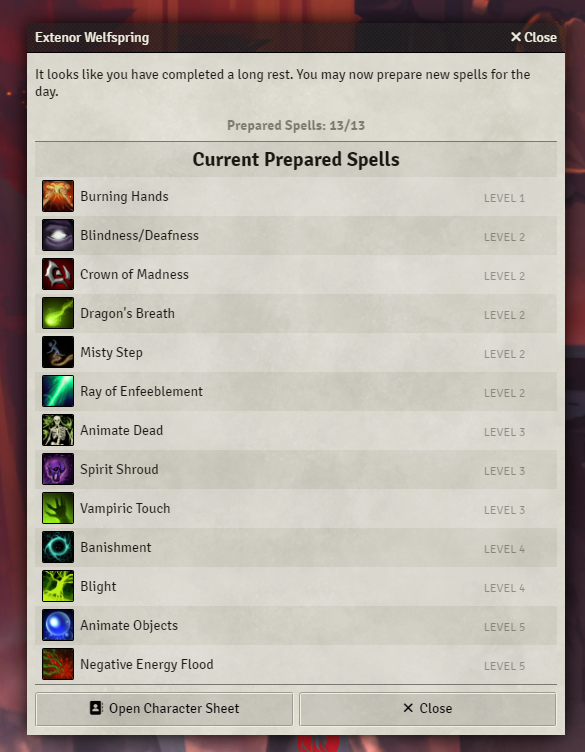 Extenor Welfspring
✕ Close
It looks like you have completed a long rest. You may now prepare new spells for the
day.
Prepared Spells: 13/13
Current Prepared Spells
Burning Hands LEVEL 1
Blindness/Deafness LEVEL 2
Crown of Madness LEVEL 2
Dragon's Breath LEVEL 2
Misty Step LEVEL 2
Ray of Enfeeblement LEVEL 2
Animate Dead LEVEL 3
Spirit Shroud LEVEL 3
Vampiric Touch LEVEL 3
Banishment LEVEL 4
Blight LEVEL 4
Animate Objects LEVEL 5
Negative Energy Flood LEVEL 5
Open Character Sheet
✕ Close